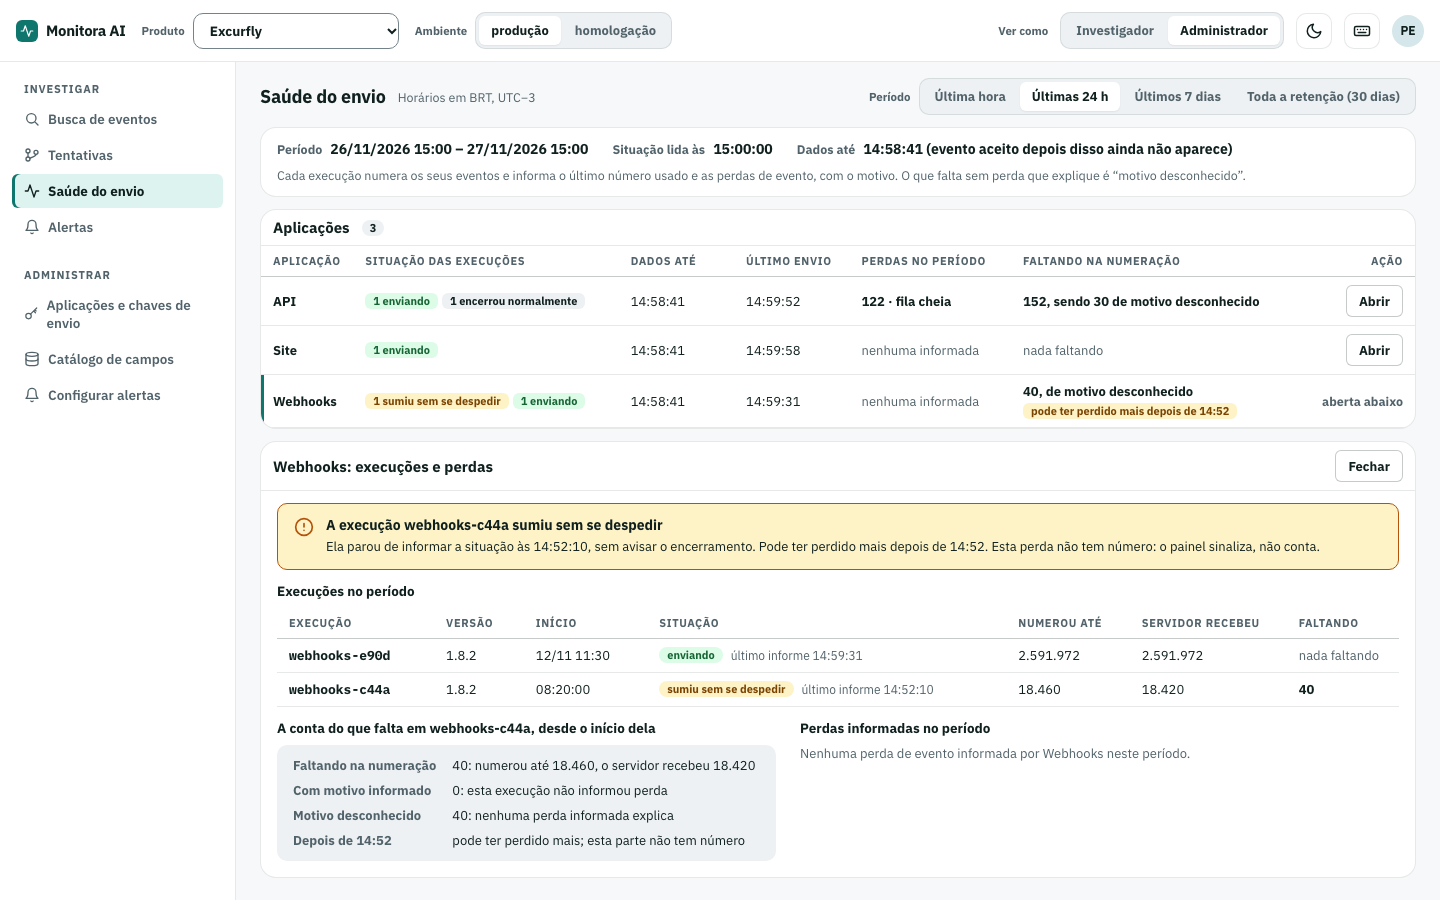 Monitora AI Produto Excurfly Ambiente produção homologação Ver como Investigador Administrador PE
INVESTIGAR
Busca de eventos
Tentativas
Saúde do envio
Alertas
ADMINISTRAR
Aplicações e chaves de envio
Catálogo de campos
Configurar alertas
Saúde do envio Horários em BRT, UTC−3 Período Última hora Últimas 24 h Últimos 7 dias Toda a retenção (30 dias)
Período 26/11/2026 15:00 – 27/11/2026 15:00 Situação lida às 15:00:00 Dados até 14:58:41 (evento aceito depois disso ainda não aparece)
Cada execução numera os seus eventos e informa o último número usado e as perdas de evento, com o motivo. O que falta sem perda que explique é “motivo desconhecido”.
Aplicações 3
APLICAÇÃO SITUAÇÃO DAS EXECUÇÕES DADOS ATÉ ÚLTIMO ENVIO PERDAS NO PERÍODO FALTANDO NA NUMERAÇÃO AÇÃO
API 1 enviando 1 encerrou normalmente 14:58:41 14:59:52 122 · fila cheia 152, sendo 30 de motivo desconhecido Abrir
Site 1 enviando 14:58:41 14:59:58 nenhuma informada nada faltando Abrir
Webhooks 1 sumiu sem se despedir 1 enviando 14:58:41 14:59:31 nenhuma informada 40, de motivo desconhecido aberta abaixo
pode ter perdido mais depois de 14:52
Webhooks: execuções e perdas Fechar
A execução webhooks-c44a sumiu sem se despedir
Ela parou de informar a situação às 14:52:10, sem avisar o encerramento. Pode ter perdido mais depois de 14:52. Esta perda não tem número: o painel sinaliza, não conta.
Execuções no período
EXECUÇÃO VERSÃO INÍCIO SITUAÇÃO NUMEROU ATÉ SERVIDOR RECEBEU FALTANDO
webhooks-e90d 1.8.2 12/11 11:30 enviando último informe 14:59:31 2.591.972 2.591.972 nada faltando
webhooks-c44a 1.8.2 08:20:00 sumiu sem se despedir último informe 14:52:10 18.460 18.420 40
A conta do que falta em webhooks-c44a, desde o início dela
Faltando na numeração 40: numerou até 18.460, o servidor recebeu 18.420
Com motivo informado 0: esta execução não informou perda
Motivo desconhecido 40: nenhuma perda informada explica
Depois de 14:52 pode ter perdido mais; esta parte não tem número
Perdas informadas no período
Nenhuma perda de evento informada por Webhooks neste período.